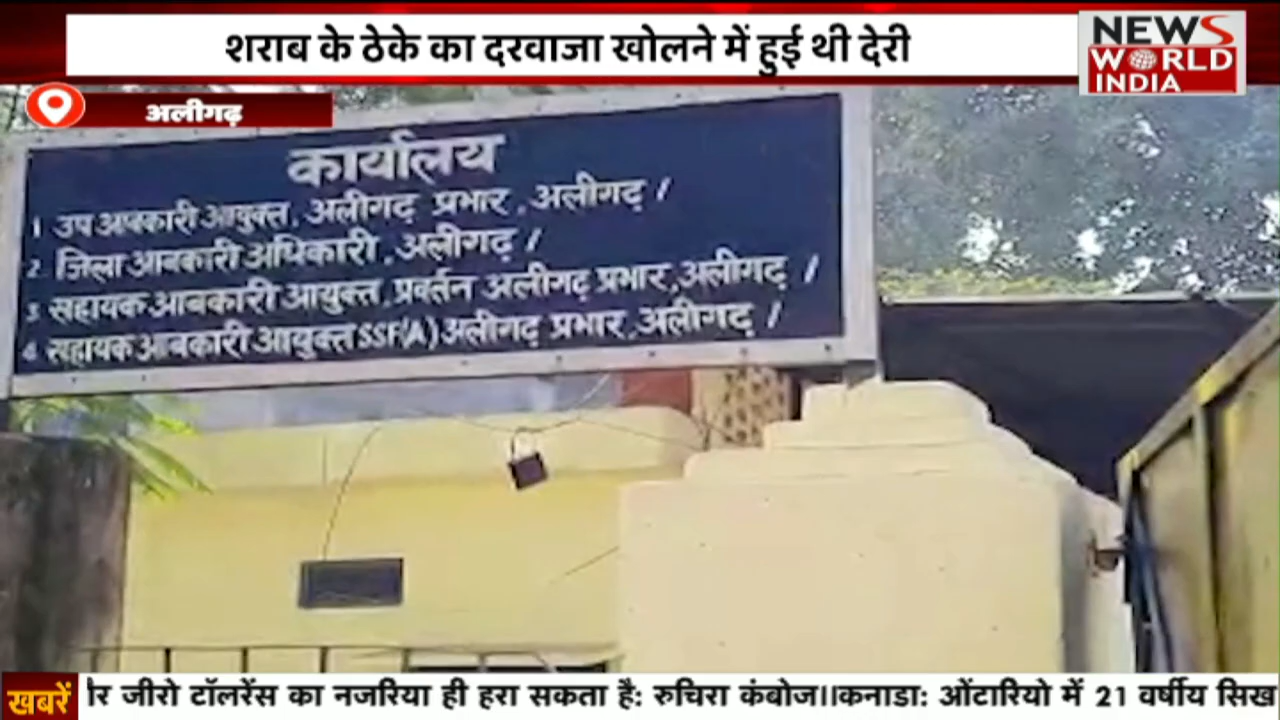 शराब के ठेके का दरवाजा खोलने में हुई थी देरी
NEWS
WORLD
INDIA
अलीगढ़
कार्यालय
1 उप आबकारी आयुक्त, अलीगढ़ प्रभार, अलीगढ़ /
2 जिला आबकारी अधिकारी, अलीगढ़ /
3 सहायक आबकारी आयुक्त, प्रवर्तन अलीगढ़ प्रभार, अलीगढ़ /
4 सहायक आबकारी आयुक्त SSF(A) अलीगढ़ प्रभार, अलीगढ़ /
खबरें
र जीरो टॉलरेंस का नजरिया ही हरा सकता है: रुचिरा कंबोज॥कनाडा: ओंटारियो में 21 वर्षीय सिख